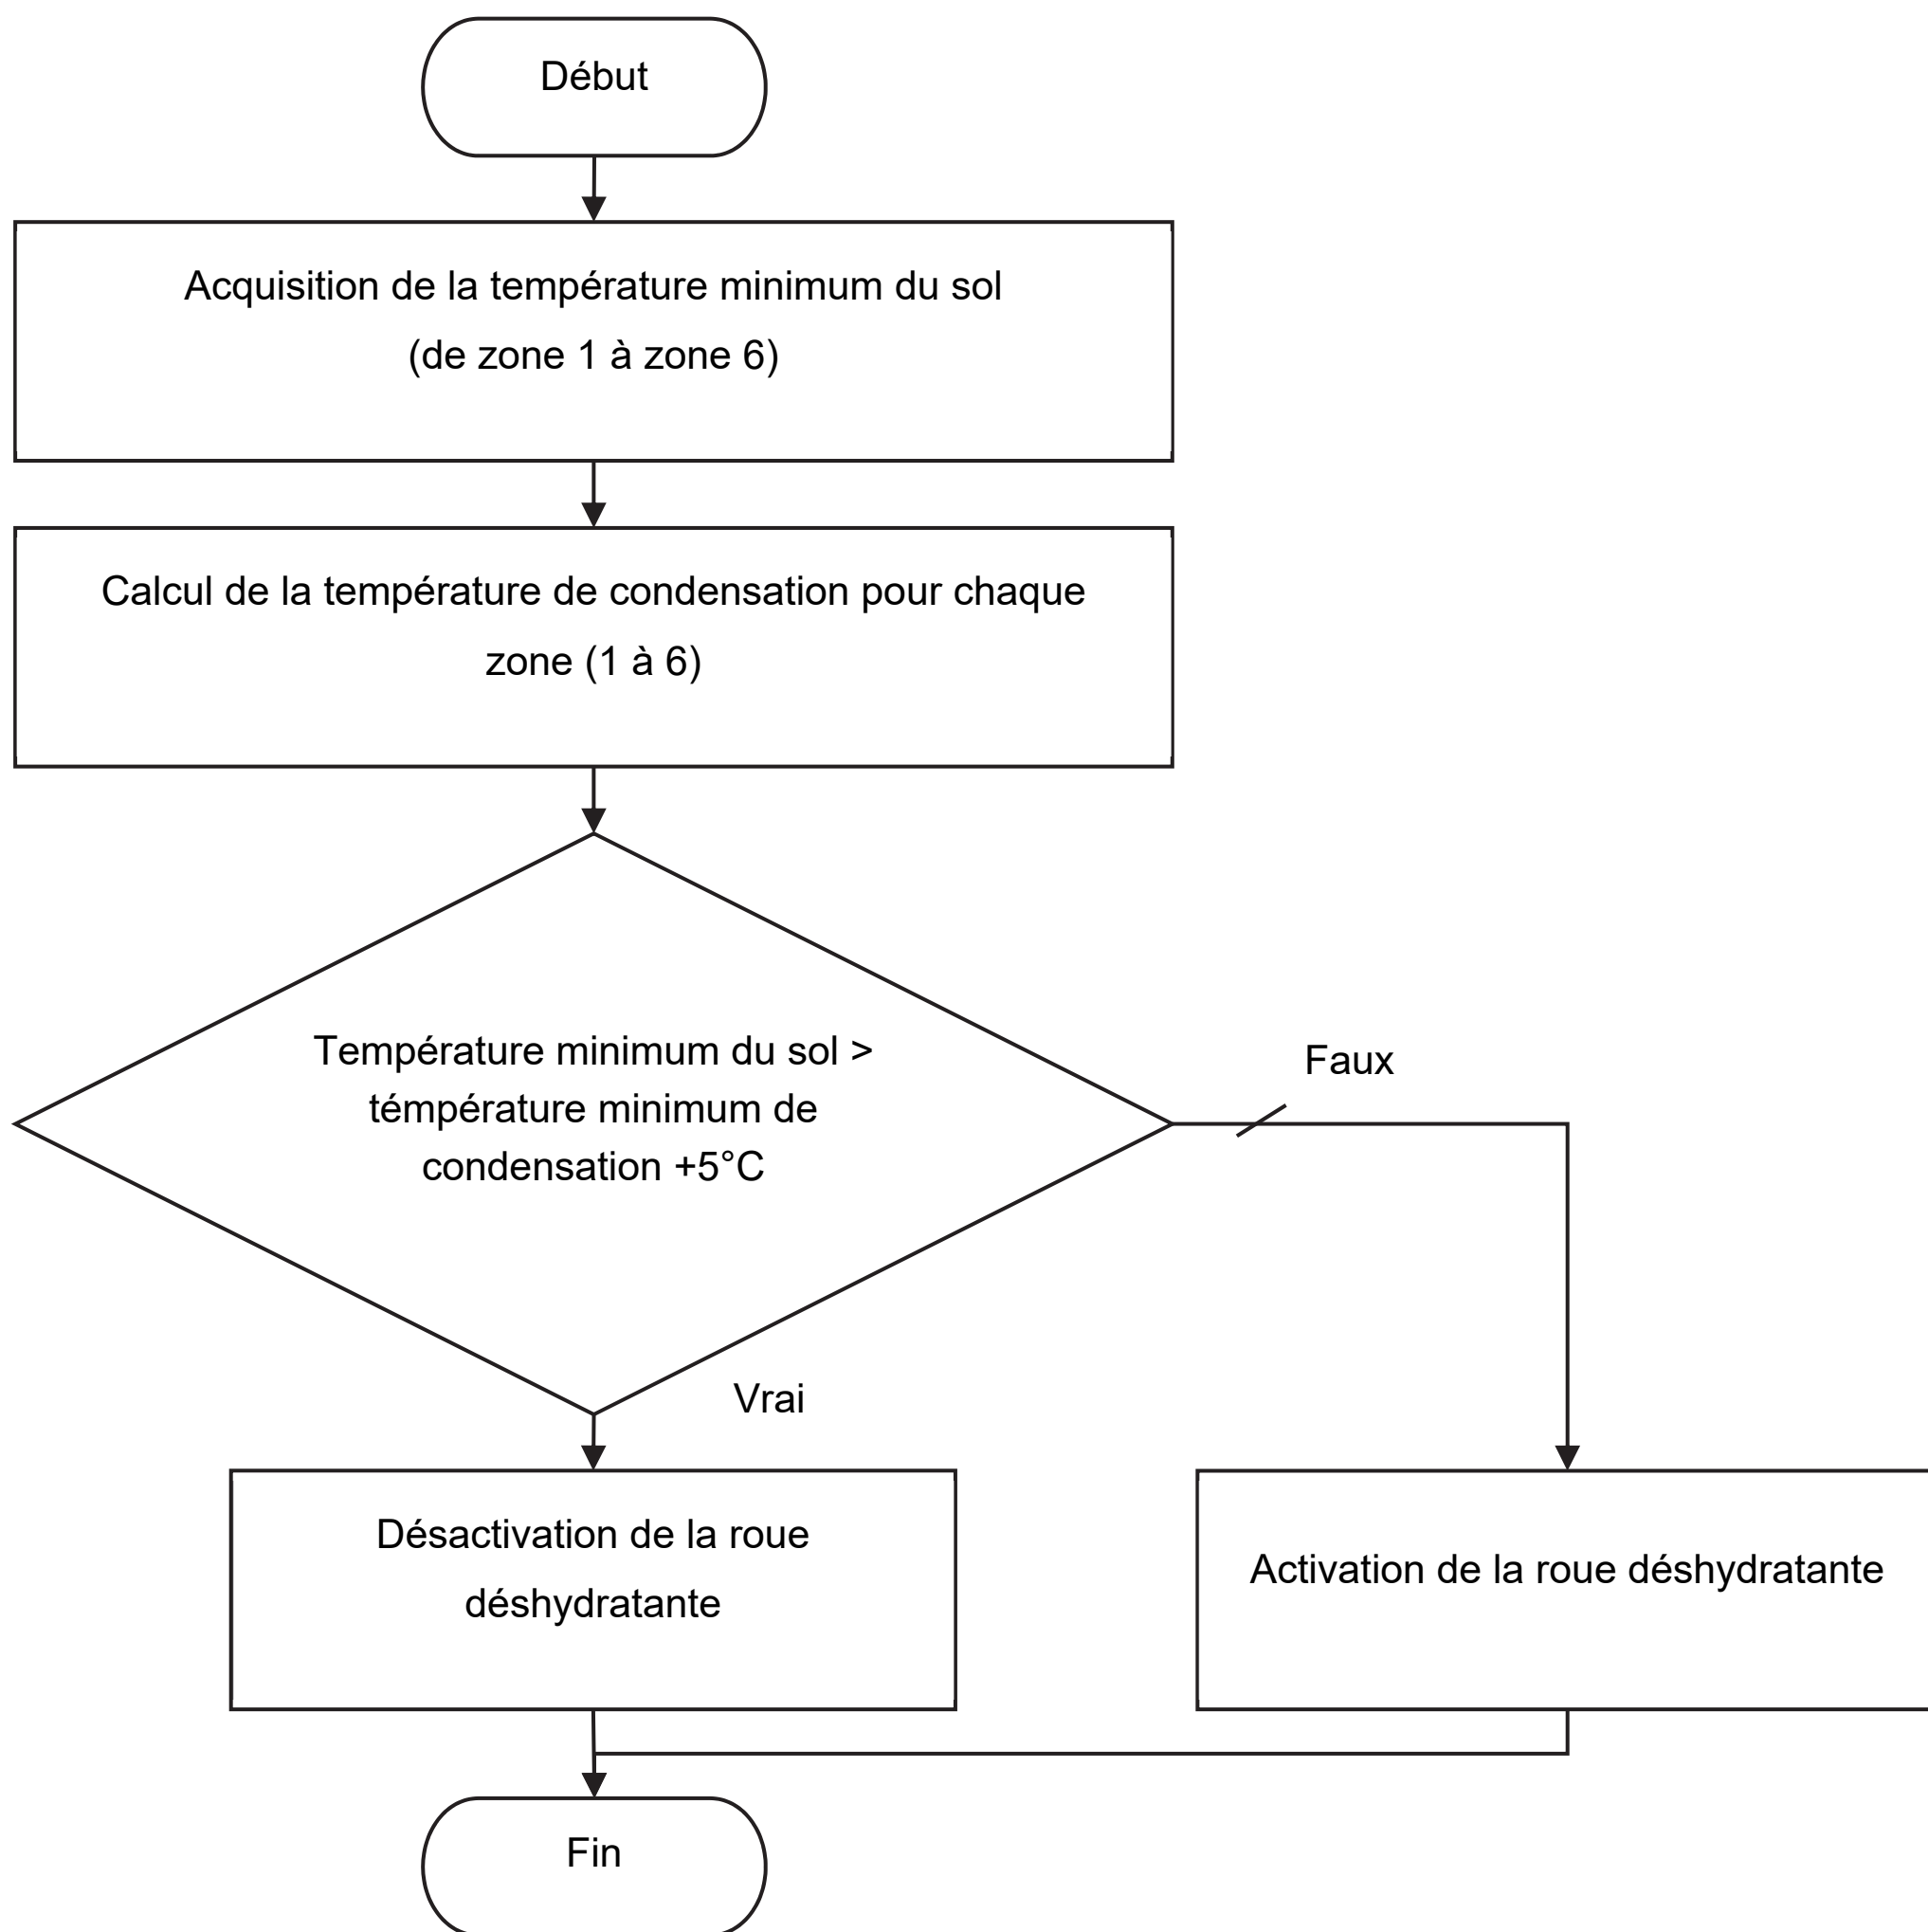 Début
Acquisition de la température minimum du sol
(de zone 1 à zone 6)
Calcul de la température de condensation pour chaque
zone (1 à 6)
Température minimum du sol >
témpérature minimum de
condensation +5°C
Faux
Vrai
Désactivation de la roue
déshydratante
Activation de la roue déshydratante
Fin